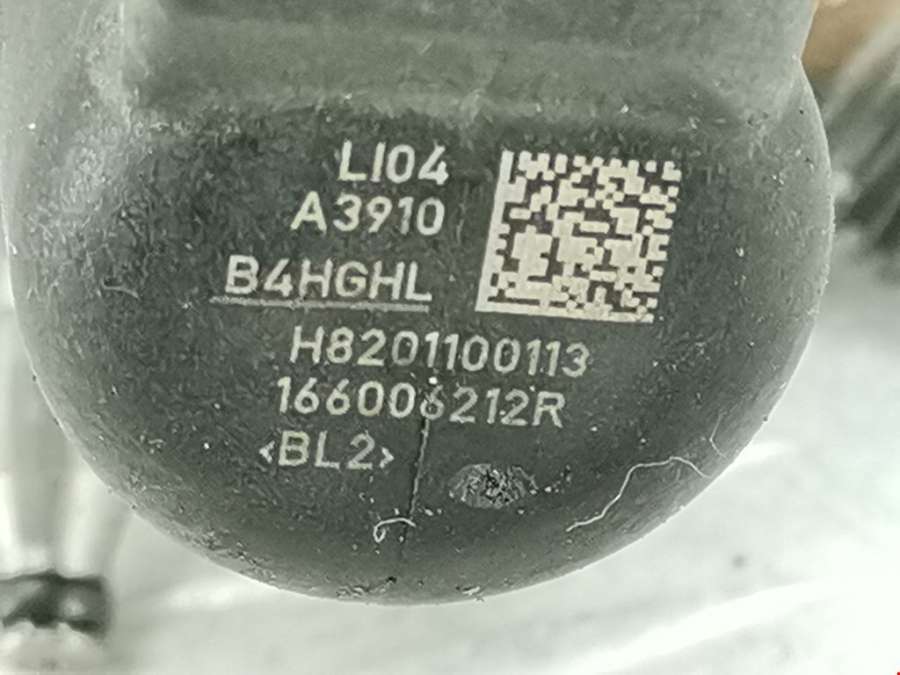 LI04
A3910
B4HGHL
H8201100113
166006212R
<BL2>